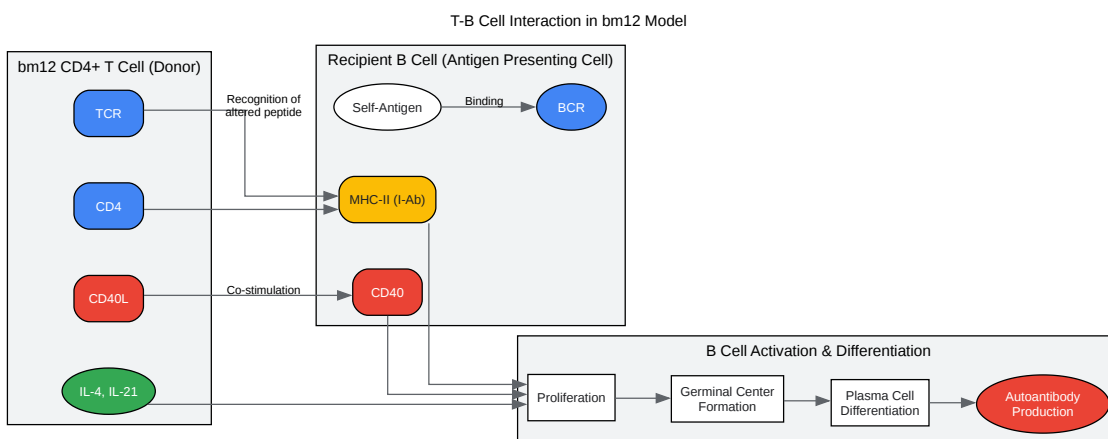 T-B Cell Interaction in bm12 Model
bm12 CD4+ T Cell (Donor)
TCR
CD4
CD40L
IL-4, IL-21
Recognition of
altered peptide
Co-stimulation
Recipient B Cell (Antigen Presenting Cell)
Self-Antigen
Binding
BCR
MHC-II (I-Ab)
CD40
B Cell Activation & Differentiation
Proliferation
Germinal Center
Formation
Plasma Cell
Differentiation
Autoantibody
Production